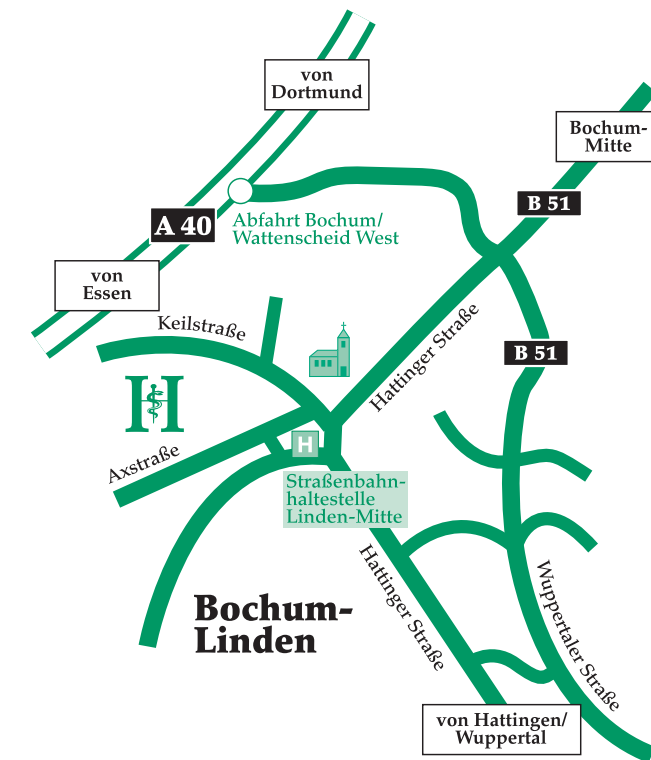 von
Dortmund
Bochum-
Mitte
B 51
A 40
Abfahrt Bochum/
Wattenscheid West
von
Essen
Keilstraße
Hattinger Straße
B 51
H
Axstraße
H
Straßenbahn-
haltestelle
Linden-Mitte
Hattinger Straße
Wuppertaler Straße
Bochum-
Linden
von Hattingen/
Wuppertal